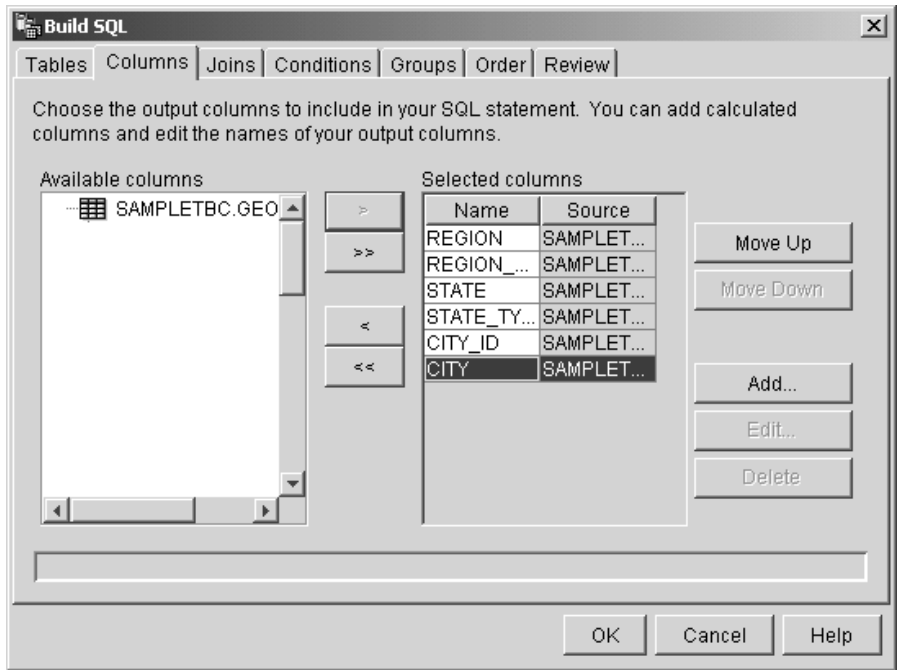 Build SQL
Tables Columns Joins Conditions Groups Order Review
Choose the output columns to include in your SQL statement. You can add calculated
columns and edit the names of your output columns.
Available columns
SAMPLETBC.GEO
>
>>
<
<<
Selected columns
Name Source
REGION SAMPLET...
REGION_... SAMPLET...
STATE SAMPLET...
STATE_TY... SAMPLET...
CITY_ID SAMPLET...
CITY SAMPLET...
Move Up
Move Down
Add...
Edit...
Delete
OK Cancel Help